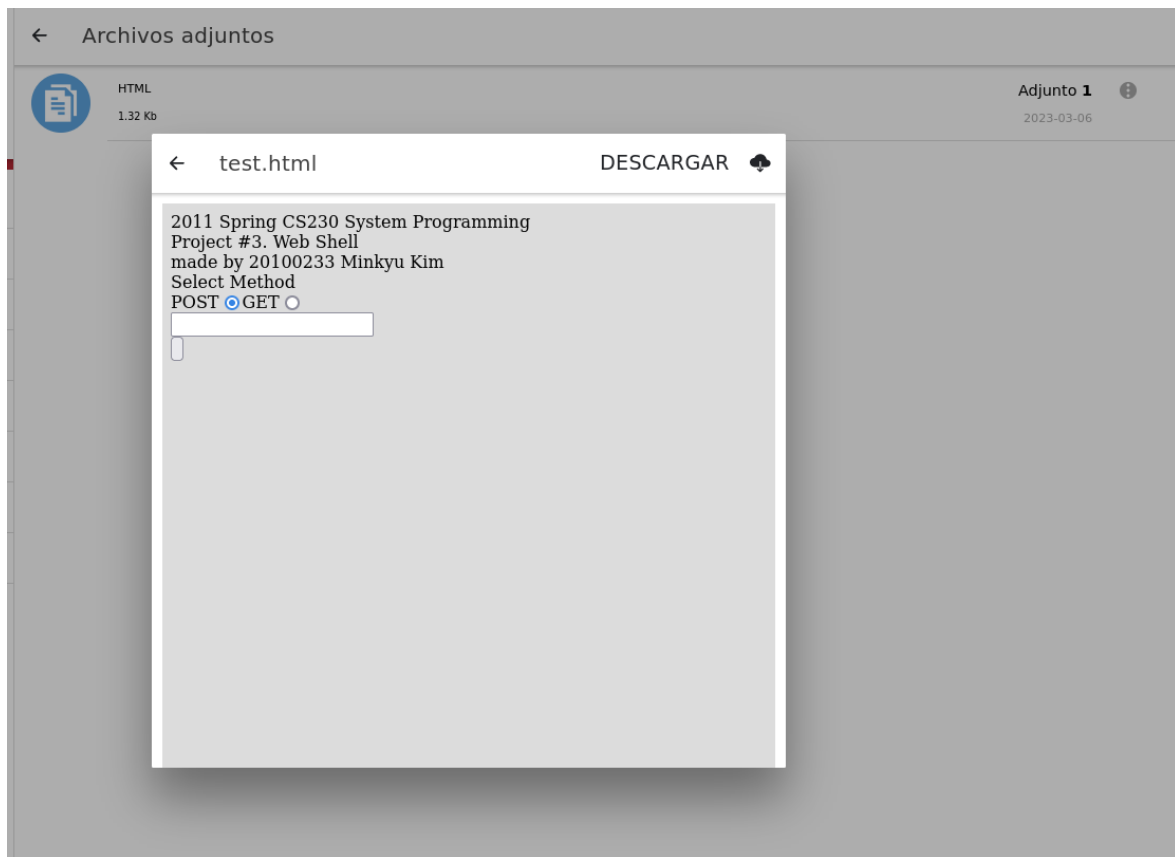 Archivos adjuntos
HTML
1.32 Kb
Adjunto 1
2023-03-06
test.html
DESCARGAR
2011 Spring CS230 System Programming
Project #3. Web Shell
made by 20100233 Minkyu Kim
Select Method
POST GET